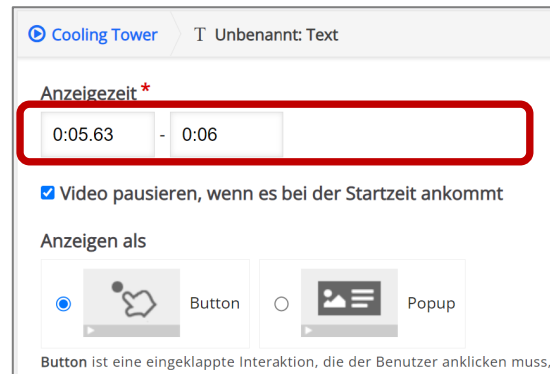 Cooling Tower T Unbenannt: Text
Anzeigezeit *
0:05.63 - 0:06
Video pausieren, wenn es bei der Startzeit ankommt
Anzeigen als
Button Popup
Button ist eine eingeklappte Interaktion, die der Benutzer anklicken muss,